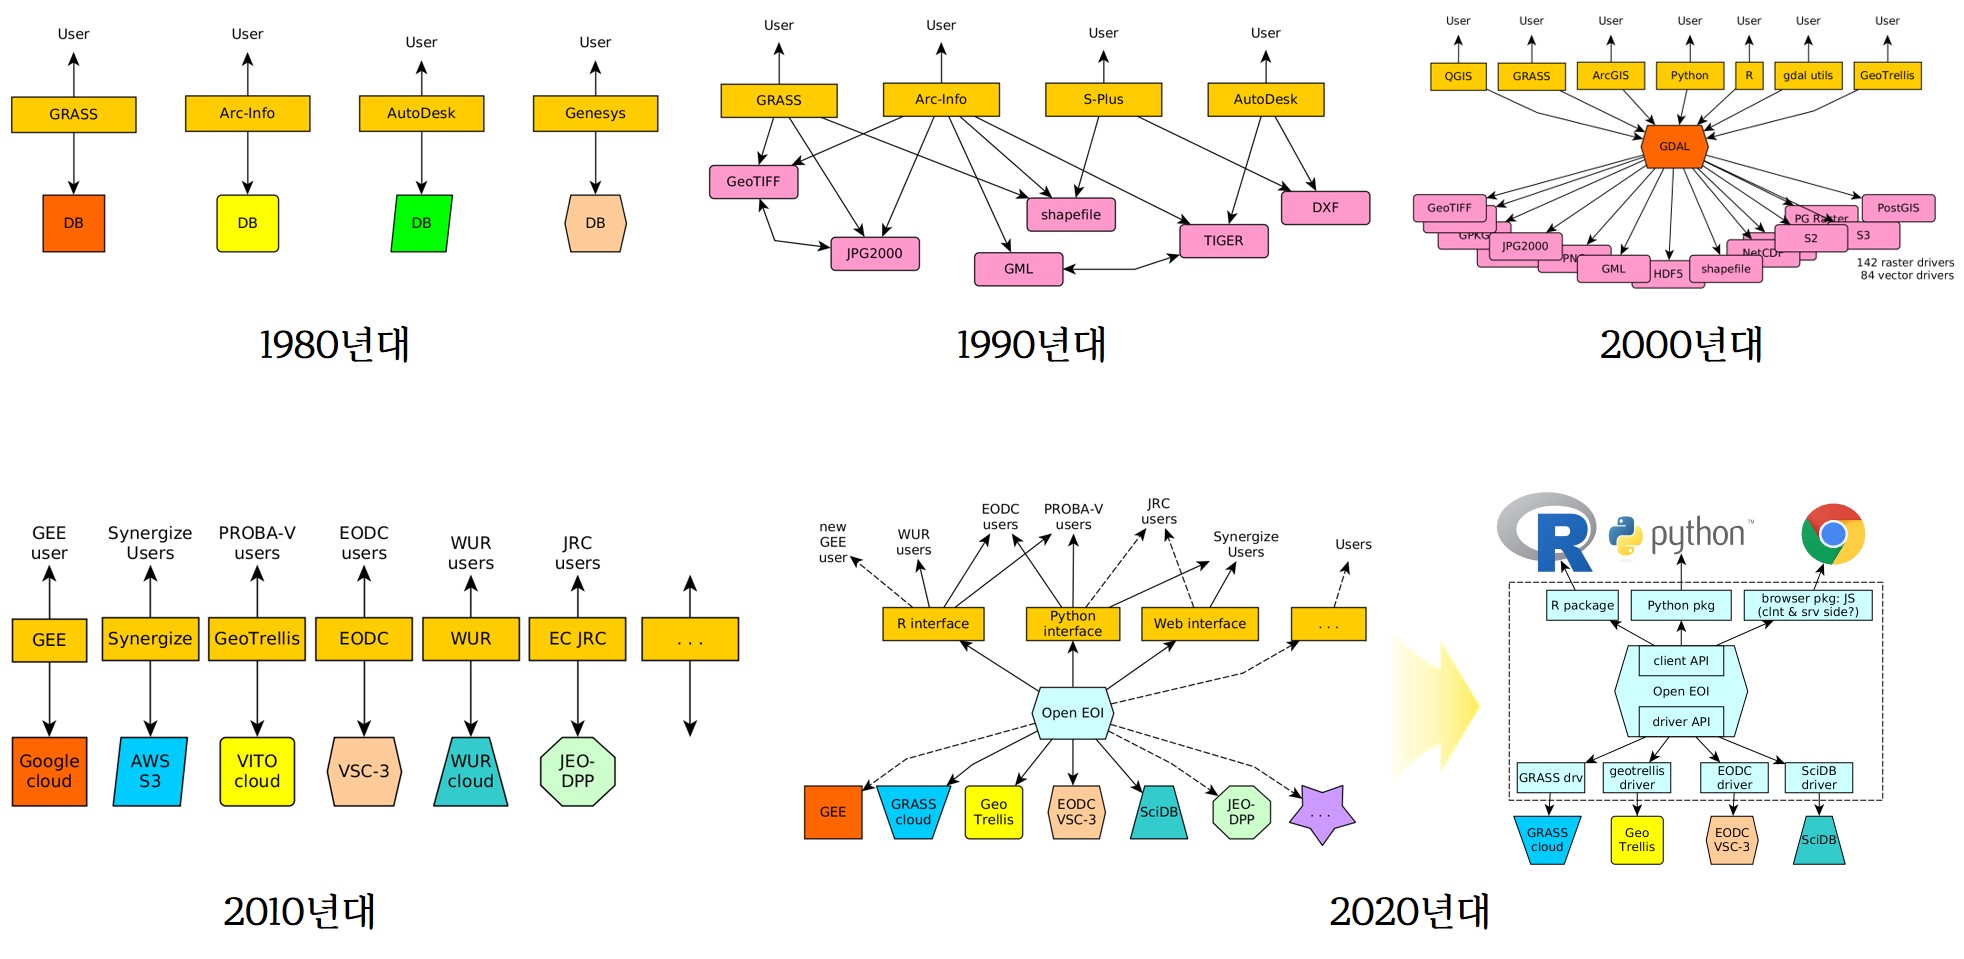 User
User
User
User
GRASS
Arc-Info
AutoDesk
Genesys
DB
DB
DB
DB
1980년대
User
User
User
User
GRASS
Arc-Info
S-Plus
AutoDesk
GeoTIFF
JPG2000
GML
shapefile
TIGER
DXF
1990년대
User
User
User
User
User
User
User
QGIS
GRASS
ArcGIS
Python
R
gdal utils
GeoTrellis
GDAL
GeoTIFF
GPKG
JPG2000
GML
HDF5
shapefile
NetCDF
S2
PG Raster
S3
PostGIS
142 raster drivers
84 vector drivers
2000년대
GEE
user
Synergize
Users
PROBA-V
users
EODC
users
WUR
users
JRC
users
GEE
Synergize
GeoTrellis
EODC
WUR
EC JRC
. . .
Google
cloud
AWS
S3
VITO
cloud
VSC-3
WUR
cloud
JEO-
DPP
2010년대
new
GEE
user
WUR
users
EODC
users
PROBA-V
users
JRC
users
Synergize
Users
Users
R interface
Python
interface
Web interface
. . .
Open EOI
GEE
GRASS
cloud
Geo
Trellis
EODC
VSC-3
SciDB
JEO-
DPP
. . .
R
python™
R package
Python pkg
browser pkg: JS
(clnt & srv side?)
client API
Open EOI
driver API
GRASS drv
geotrellis
driver
EODC
driver
SciDB
driver
GRASS
cloud
Geo
Trellis
EODC
VSC-3
SciDB
2020년대